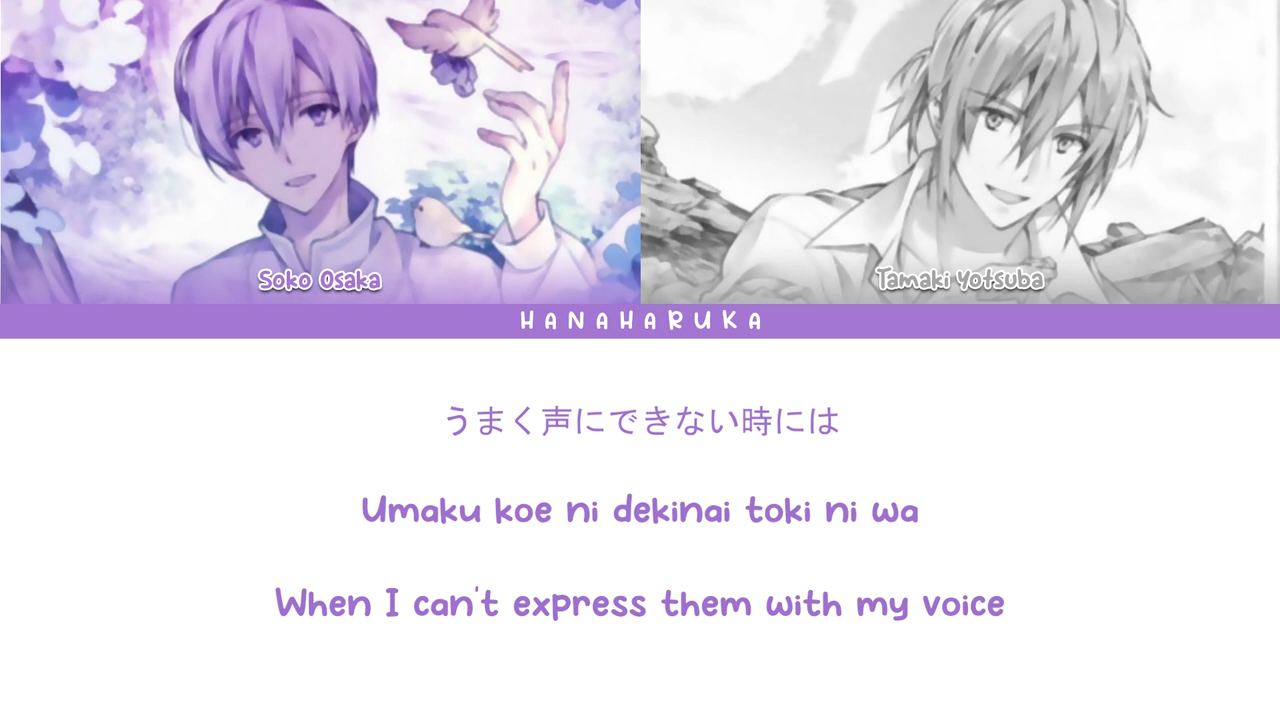 Soko Osaka
Tamaki Yotsuba
HANAHARUKA
うまく声にできない時には
Umaku koe ni dekinai toki ni wa
When I can't express them with my voice